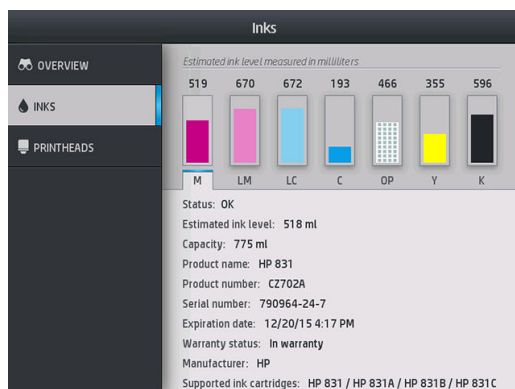 Inks
OVERVIEW
INKS
PRINTHEADS
Estimated ink level measured in milliliters
519 670 672 193 466 355 596
M LM LC C OP Y K
Status: OK
Estimated ink level: 518 ml
Capacity: 775 ml
Product name: HP 831
Product number: CZ702A
Serial number: 790964-24-7
Expiration date: 12/20/15 4:17 PM
Warranty status: In warranty
Manufacturer: HP
Supported ink cartridges: HP 831 / HP 831A / HP 831B / HP 831C